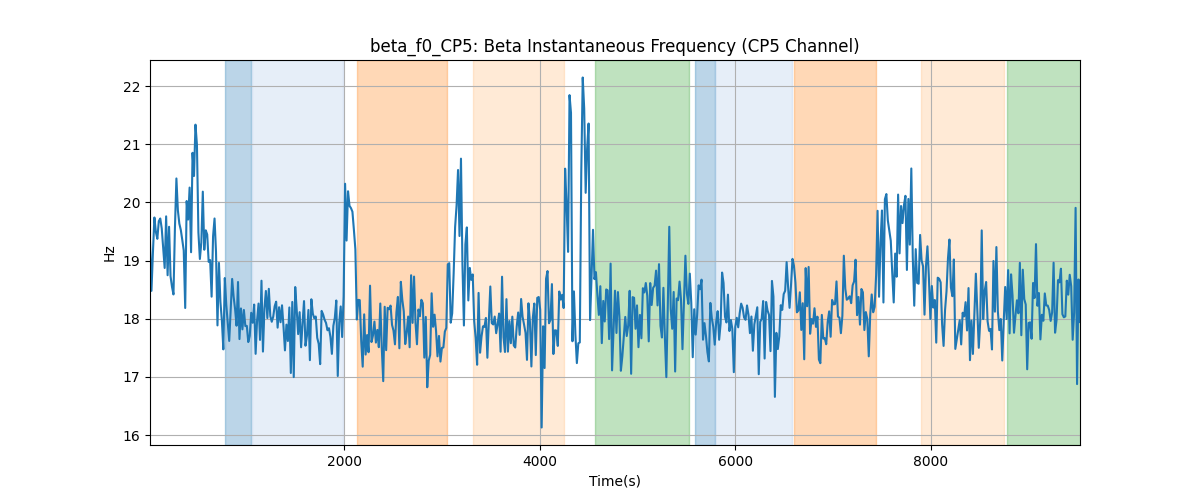 beta_f0_CP5: Beta Instantaneous Frequency (CP5 Channel)
22
21
20
19
18
17
16
Hz
2000 4000 6000 8000
Time(s)